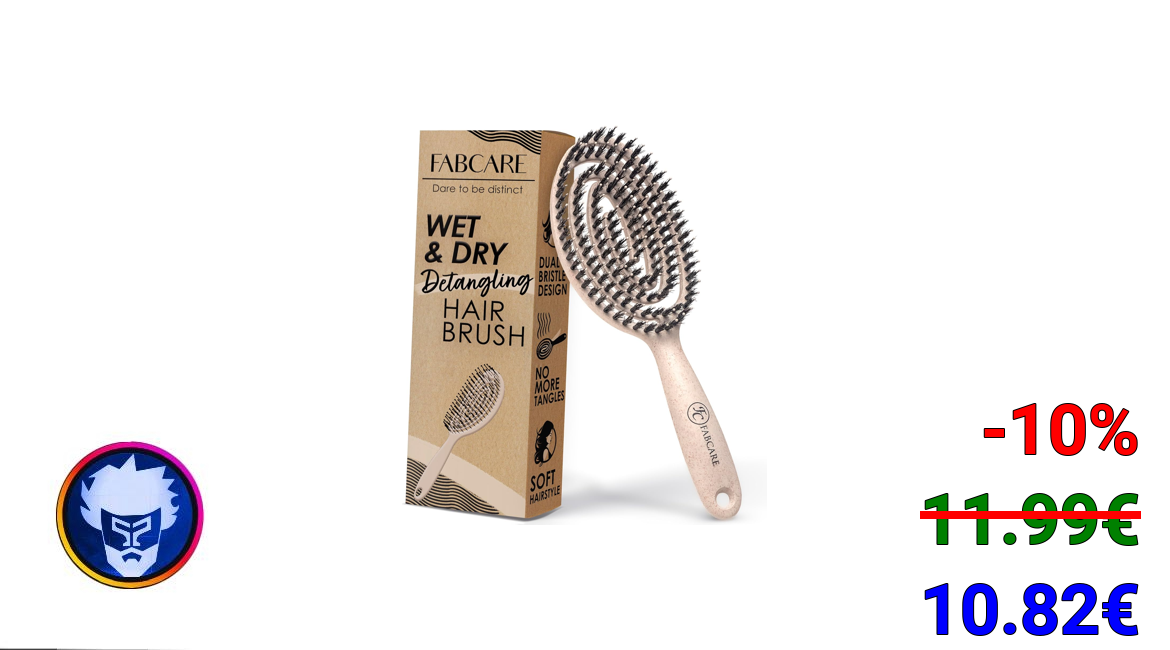 FABCARE
Dare to be distinct
WET
& DRY
Detangling
HAIR
BRUSH
DUAL
BRISTLE
DESIGN
NO
MORE
TANGLES
SOFT
HAIRSTYLE
FC FABCARE
-10%
11.99€
10.82€